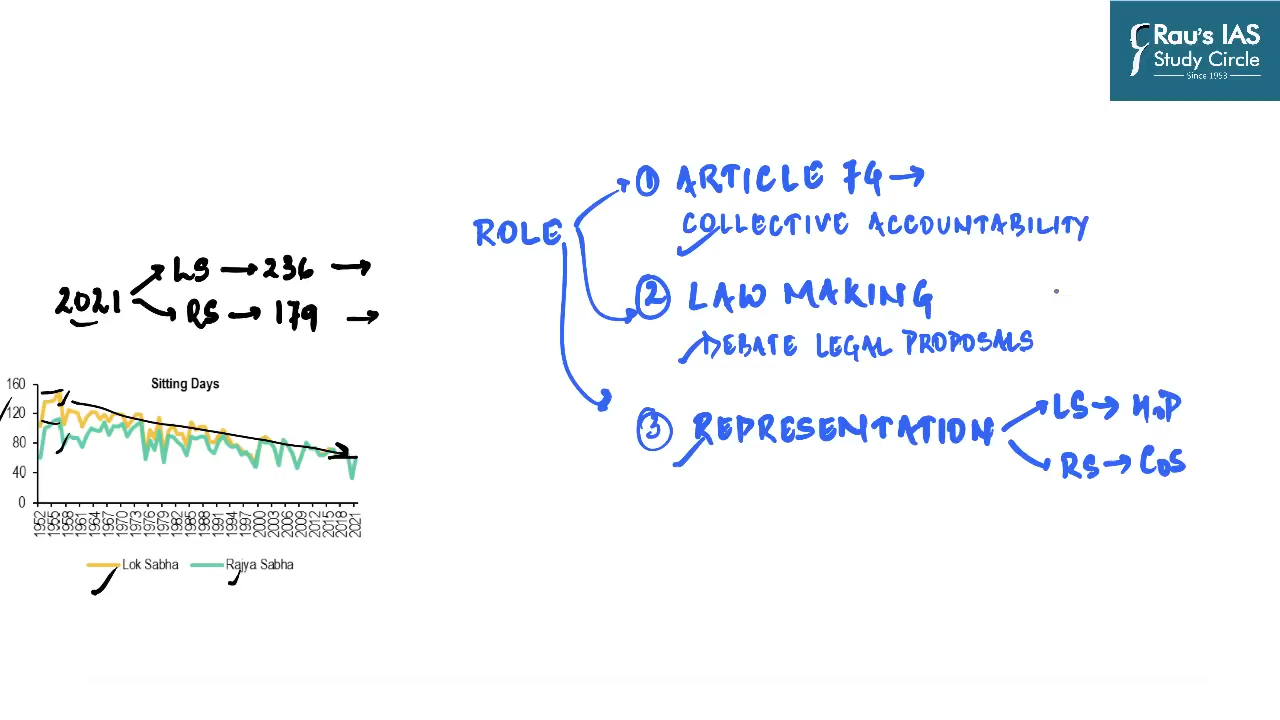 Rau's IAS
Study Circle
Since 1953
① ARTICLE 74 →
COLLECTIVE ACCOUNTABILITY
ROLE
2021
LS → 236 →
RS → 179 →
② LAW MAKING
DEBATE LEGAL PROPOSALS
③ REPRESENTATION
LS → HoP
RS → CoS
Sitting Days
160
120
80
40
0
1952 1955 1958 1961 1964 1967 1970 1973 1976 1979 1982 1985 1988 1991 1994 1997 2000 2003 2006 2009 2012 2015 2018 2021
Lok Sabha Rajya Sabha